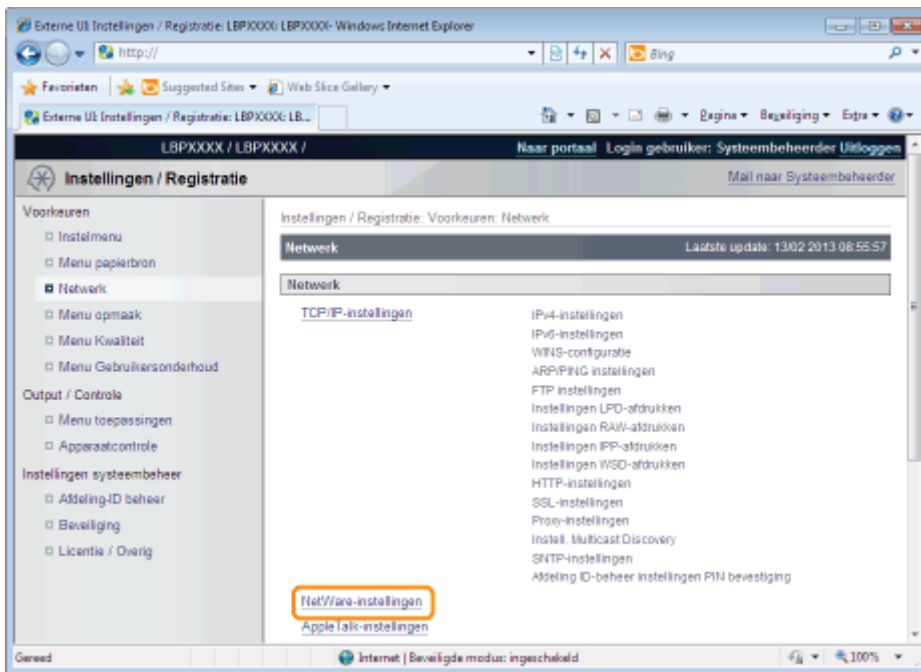 Externe UI: Instellingen / Registratie: LBPXXXX: LBPXXXX- Windows Internet Explorer
http://
Bing
Favorieten
Suggested Sites
Web Slice Gallery
Externe UI: Instellingen / Registratie: LBPXXXX: LB...
Pagina
Beveiliging
Extra
LBPXXXX / LBPXXXX /
Naar portaal Login gebruiker: Systeembeheerder Uitloggen
Instellingen / Registratie
Mail naar Systeembeheerder
Voorkeuren
Instelmenu
Menu papierbron
Netwerk
Menu opmaak
Menu Kwaliteit
Menu Gebruikersonderhoud
Output / Controle
Menu toepassingen
Apparaatcontrole
Instellingen systeembeheer
Afdeling-ID beheer
Beveiliging
Licentie / Overig
Instellingen / Registratie: Voorkeuren: Netwerk
Netwerk
Laatste update: 13/02 2013 08:55:57
Netwerk
TCP/IP-instellingen
IPv4-instellingen
IPv6-instellingen
WINS-configuratie
ARP/PING instellingen
FTP instellingen
Instellingen LPD-afdrukken
Instellingen RAW-afdrukken
Instellingen IPP-afdrukken
Instellingen WSD-afdrukken
HTTP-instellingen
SSL-instellingen
Proxy-instellingen
Instell. Multicast Discovery
SNTP-instellingen
Afdeling ID-beheer instellingen PIN bevestiging
NetWare-instellingen
AppleTalk-instellingen
Gereed
Internet | Beveiligde modus: ingeschakeld
100%